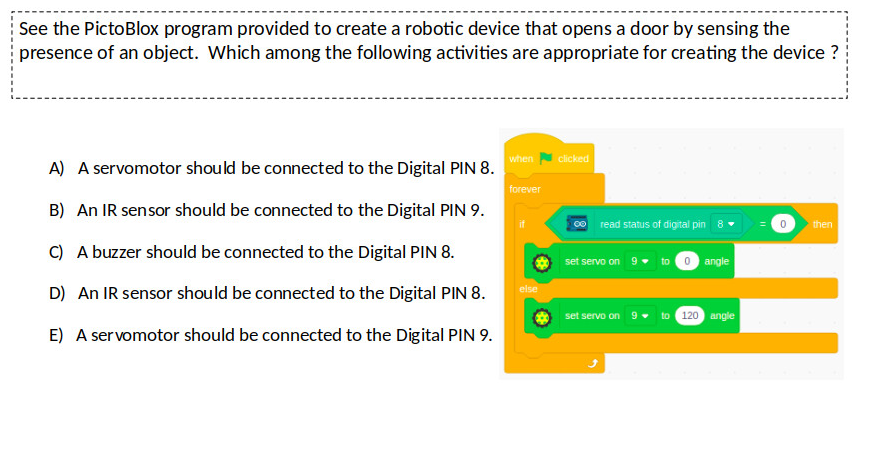 See the PictoBlox program provided to create a robotic device that opens a door by sensing the
presence of an object. Which among the following activities are appropriate for creating the device ?
A) A servomotor should be connected to the Digital PIN 8.
B) An IR sensor should be connected to the Digital PIN 9.
C) A buzzer should be connected to the Digital PIN 8.
D) An IR sensor should be connected to the Digital PIN 8.
E) A servomotor should be connected to the Digital PIN 9.
when clicked
forever
if read status of digital pin 8 = 0 then
set servo on 9 to 0 angle
else
set servo on 9 to 120 angle